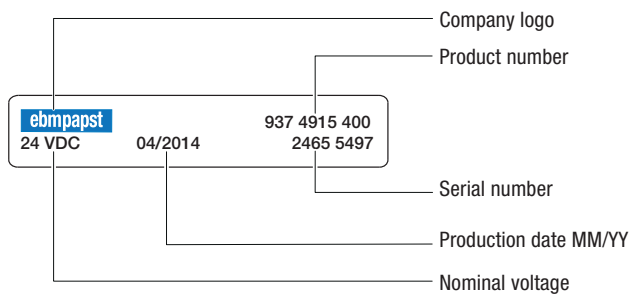 Company logo
Product number
ebmpapst
937 4915 400
24 VDC 04/2014 2465 5497
Serial number
Production date MM/YY
Nominal voltage